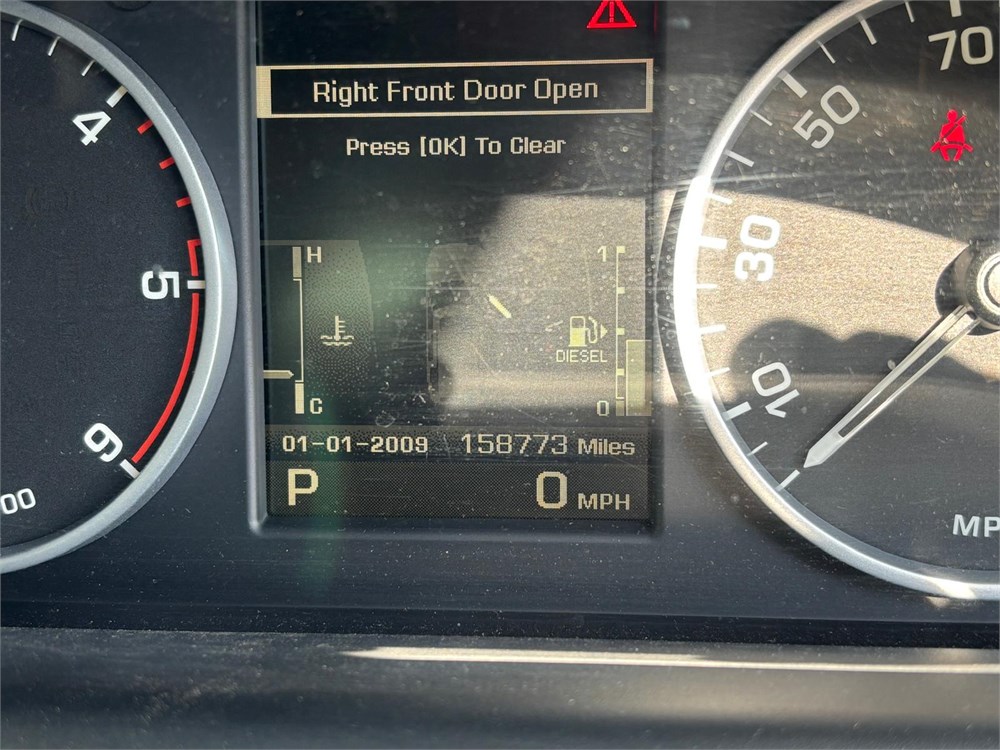 Right Front Door Open
Press [OK] To Clear
4
5
6
00
H
C
1
DIESEL
0
01-01-2009 158773 Miles
P 0 MPH
70
50
30
10
MP